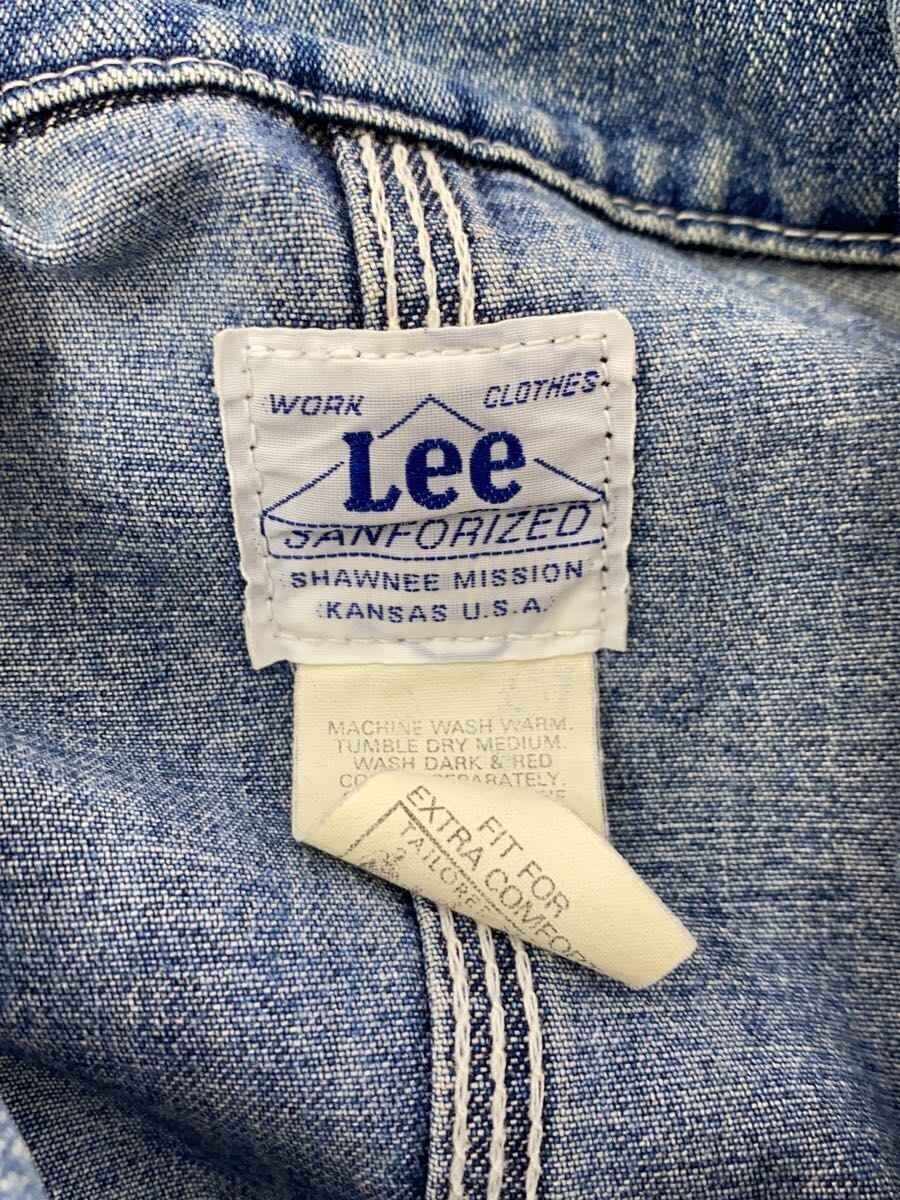 WORK CLOTHES
Lee
SANFORIZED
SHAWNEE MISSION
KANSAS U.S.A.
MACHINE WASH WARM.
TUMBLE DRY MEDIUM.
WASH DARK & RED
FIT FOR
EXTRA COMFOR
TAILORE